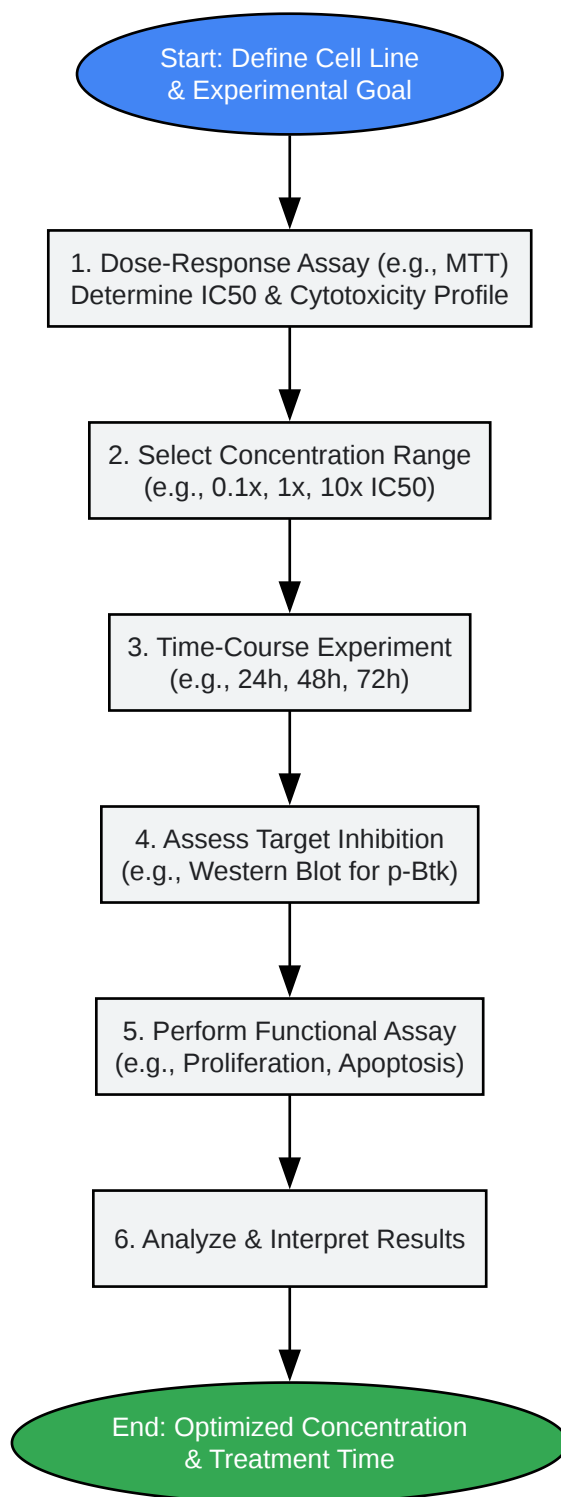 Start: Define Cell Line
& Experimental Goal
1. Dose-Response Assay (e.g., MTT)
Determine IC50 & Cytotoxicity Profile
2. Select Concentration Range
(e.g., 0.1x, 1x, 10x IC50)
3. Time-Course Experiment
(e.g., 24h, 48h, 72h)
4. Assess Target Inhibition
(e.g., Western Blot for p-Btk)
5. Perform Functional Assay
(e.g., Proliferation, Apoptosis)
6. Analyze & Interpret Results
End: Optimized Concentration
& Treatment Time